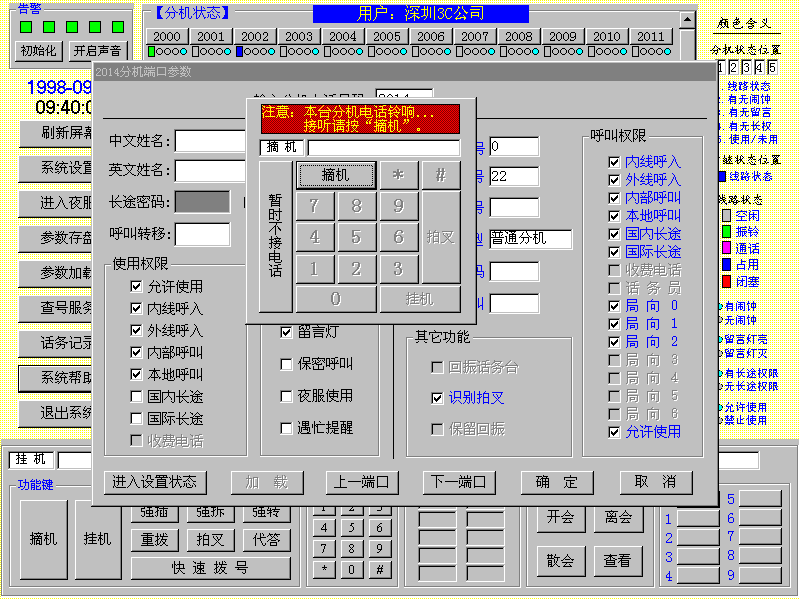 告警
【分机状态】
用户：深圳3C公司
颜色含义
初始化 开启声音
2000 2001 2002 2003 2004 2005 2006 2007 2008 2009 2010 2011
分机状态位置
1 2 3 4 5
1.线路状态
2.有无闹钟
3.有无留言
4.有无长权
5.使用/未用
线路状态
线路状态
空闲
振铃
通话
占用
闭塞
有闹钟
无闹钟
留言灯亮
留言灯灭
有长途权限
无长途权限
允许使用
禁止使用
1998-09
09:40:0
刷新屏幕
系统设置
进入夜服
参数存盘
参数加载
查号服务
话务记录
系统帮助
退出系统
2014分机端口参数
中文姓名:
英文姓名:
长途密码:
呼叫转移:
使用权限
允许使用
内线呼入
外线呼入
内部呼叫
本地呼叫
国内长途
国际长途
收费电话
注意: 本台分机电话铃响...
接听请按“摘机”。
摘 机
暂时不接电话
摘机 * #
7 8 9
4 5 6 拍叉
1 2 3
0 挂机
留言灯
保密呼叫
夜服使用
遇忙提醒
号 0
号 22
号
普通分机
码
叫
其它功能
回振话务台
识别拍叉
保留回振
呼叫权限
内线呼入
外线呼入
内部呼叫
本地呼叫
国内长途
国际长途
收费电话
话 务 员
局 向 0
局 向 1
局 向 2
局 向 3
局 向 4
局 向 5
局 向 6
允许使用
进入设置状态 加 载 上一端口 下一端口 确 定 取 消
挂 机
功能键
摘机 挂机
强插 强拆 强转
重拨 拍叉 代答
快 速 拨 号
1 2 3
4 5 6
7 8 9
* 0 #
开会 离会
散会 查看
1 2 3 4
5 6 7 8 9